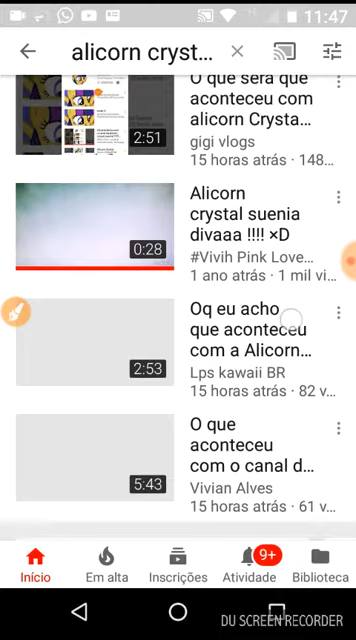 11:47
alicorn cryst...
O que será que
aconteceu com
alicorn Crysta...
gigi vlogs
15 horas atrás · 148...
2:51
Alicorn
crystal suenia
divaaa !!!! ×D
#Vivih Pink Love...
1 ano atrás · 1 mil vi...
0:28
Oq eu acho
que aconteceu
com a Alicorn...
Lps kawaii BR
15 horas atrás · 82 v...
2:53
O que
aconteceu
com o canal d...
Vivian Alves
15 horas atrás · 61 v...
5:43
9+
Início Em alta Inscrições Atividade Biblioteca
DU SCREEN RECORDER